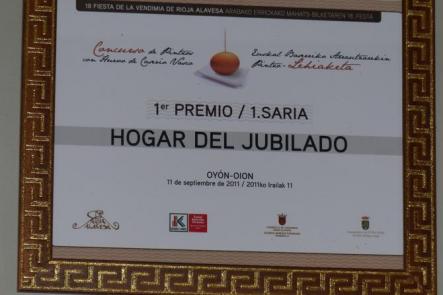 18 FIESTA DE LA VENDIMIA DE RIOJA ALAVESA ARABAKO ERRIOXAKO MAHATS-BILKETAREN 18. FESTA
Concurso de Pintxos
con Huevo de Caserío Vasco
Euskal Baserriko Arrautzarekin
Pintxo-Lehiaketa
1er PREMIO / 1.SARIA
HOGAR DEL JUBILADO
OYÓN-OION
11 de septiembre de 2011 / 2011ko Irailak 11
K